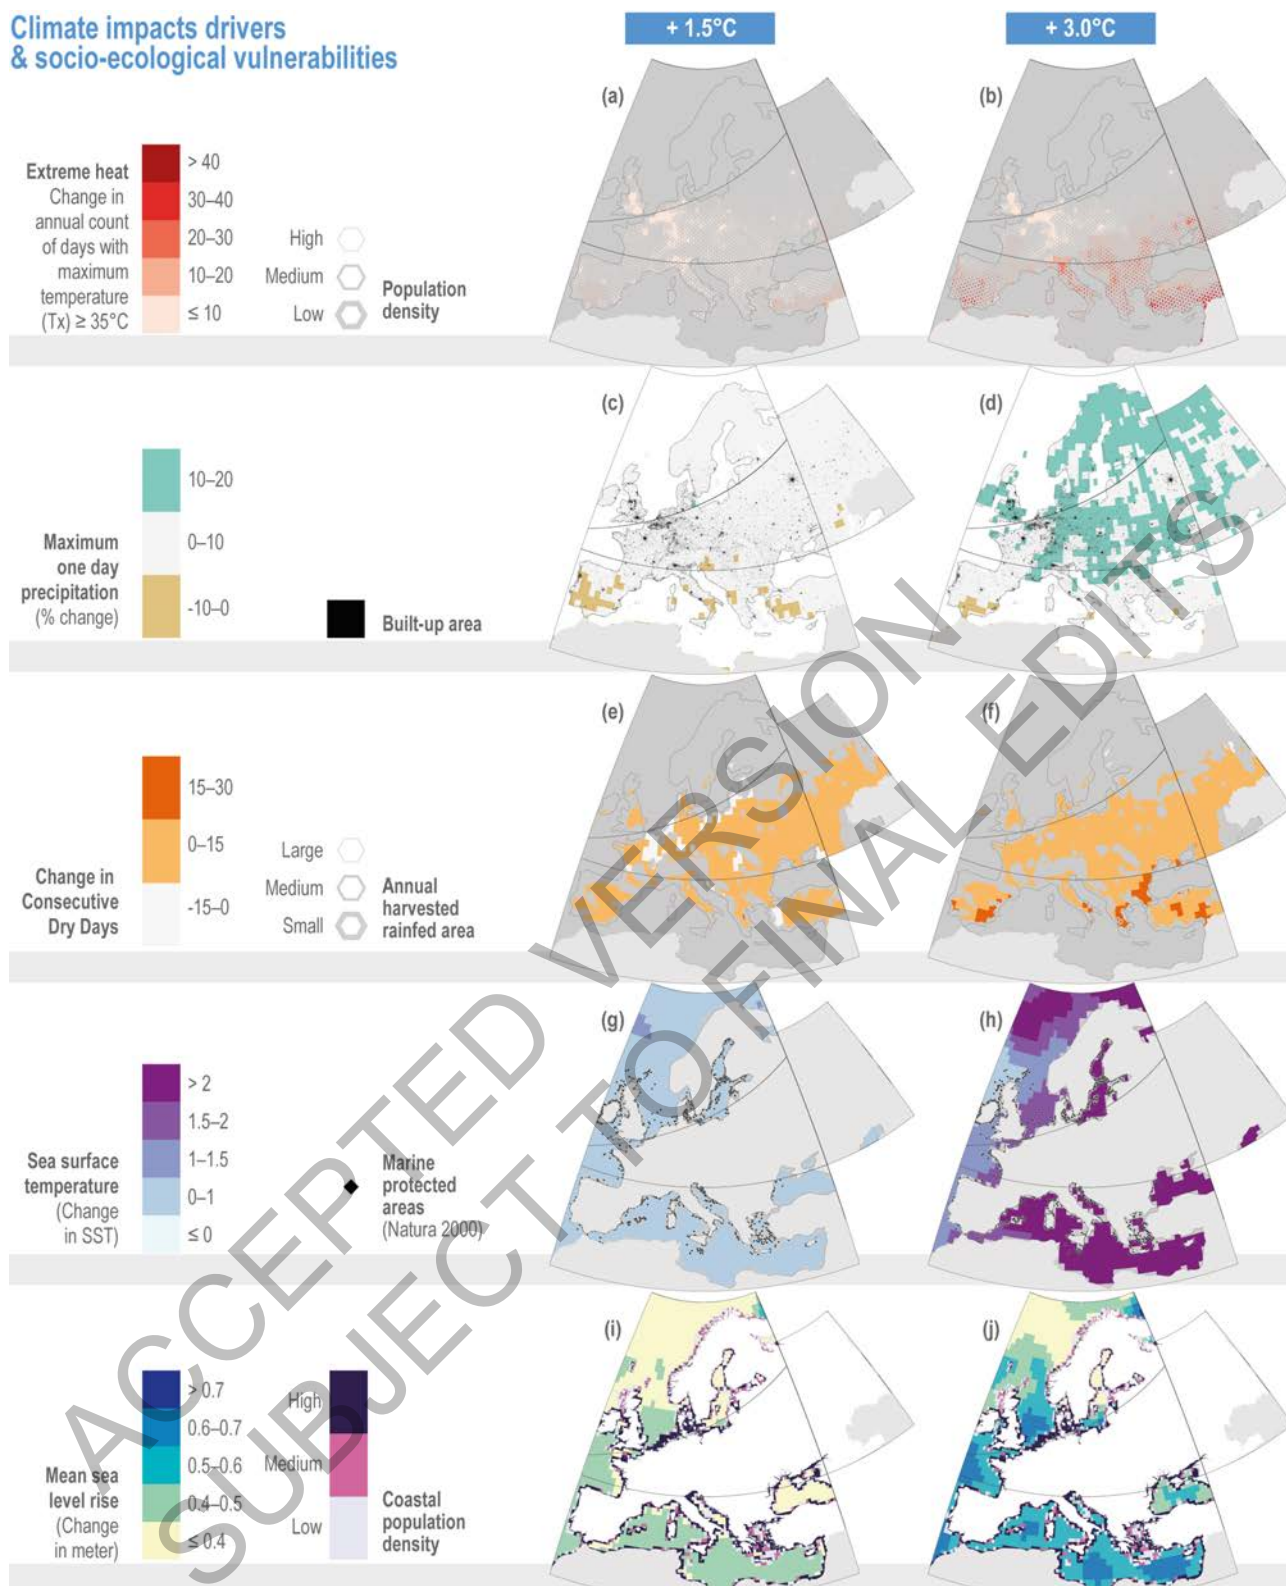 Climate impacts drivers
& socio-ecological vulnerabilities
+ 1.5°C
+ 3.0°C
(a)
(b)
Extreme heat
Change in
annual count
of days with
maximum
temperature
(Tx) ≥ 35°C
> 40
30–40
20–30
10–20
≤ 10
High
Medium
Low
Population
density
(c)
(d)
Maximum
one day
precipitation
(% change)
10–20
0–10
-10–0
Built-up area
(e)
(f)
Change in
Consecutive
Dry Days
15–30
0–15
-15–0
Large
Medium
Small
Annual
harvested
rainfed area
(g)
(h)
Sea surface
temperature
(Change
in SST)
> 2
1.5–2
1–1.5
0–1
≤ 0
Marine
protected
areas
(Natura 2000)
(i)
(j)
Mean sea
level rise
(Change
in meter)
> 0.7
0.6–0.7
0.5–0.6
0.4–0.5
≤ 0.4
High
Medium
Low
Coastal
population
density
ACCEPTED VERSION
SUBJECT TO FINAL EDITS